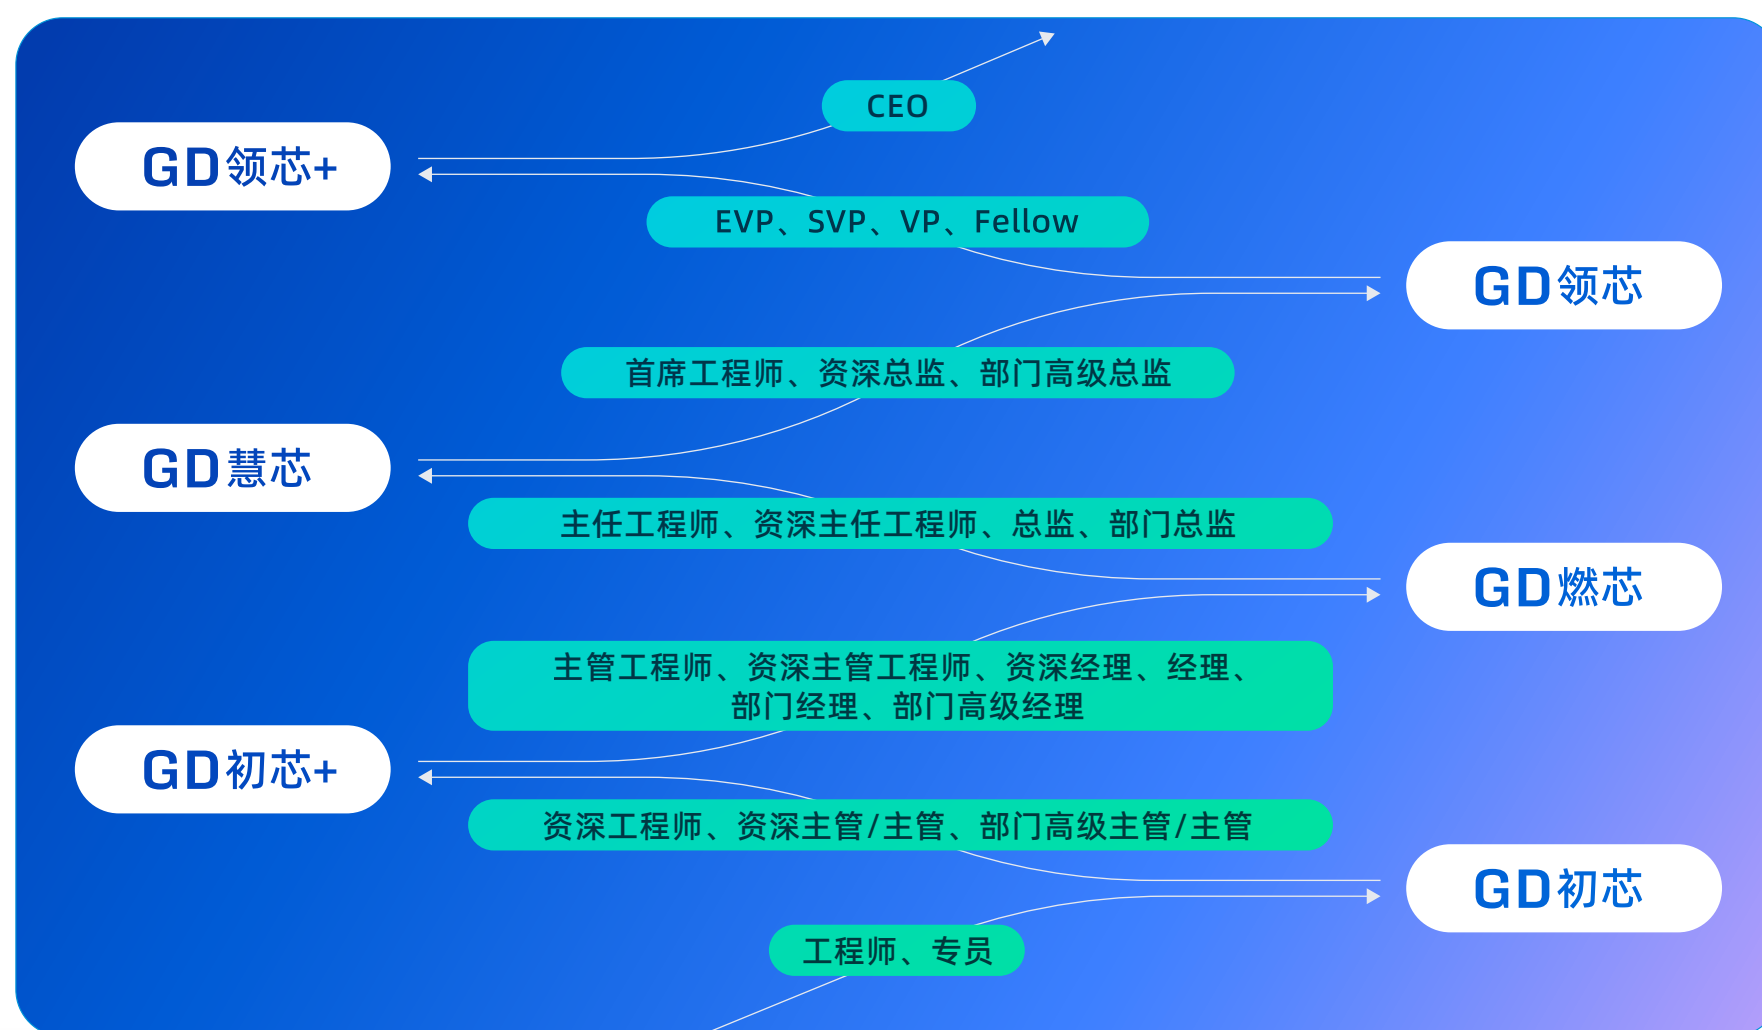 CEO
GD领芯+
EVP、SVP、VP、Fellow
GD领芯
首席工程师、资深总监、部门高级总监
GD慧芯
主任工程师、资深主任工程师、总监、部门总监
GD燃芯
主管工程师、资深主管工程师、资深经理、经理、
部门经理、部门高级经理
GD初芯+
资深工程师、资深主管/主管、部门高级主管/主管
GD初芯
工程师、专员